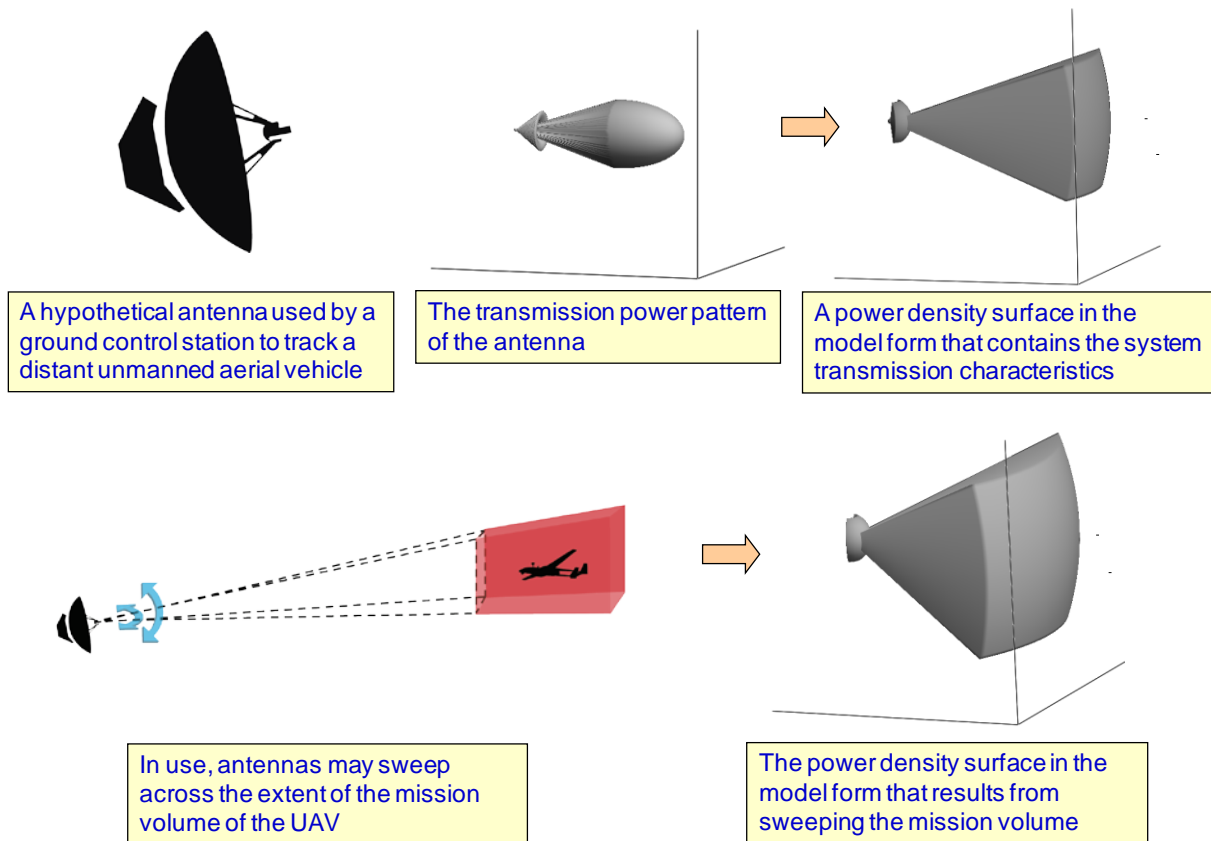 A hypothetical antenna used by a
ground control station to track a
distant unmanned aerial vehicle
The transmission power pattern
of the antenna
A power density surface in the
model form that contains the system
transmission characteristics
In use, antennas may sweep
across the extent of the mission
volume of the UAV
The power density surface in the
model form that results from
sweeping the mission volume